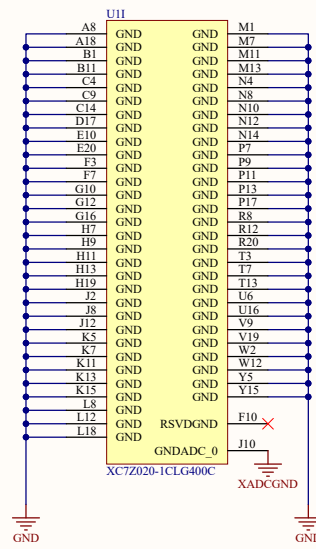 U1I
A8 GND GND M1
A18 GND GND M7
B1 GND GND M11
B11 GND GND M13
C4 GND GND N4
C9 GND GND N8
C14 GND GND N10
D17 GND GND N12
E10 GND GND N14
E20 GND GND P7
F3 GND GND P9
F7 GND GND P11
G10 GND GND P13
G12 GND GND P17
G16 GND GND R8
H7 GND GND R12
H9 GND GND R20
H11 GND GND T3
H13 GND GND T7
H19 GND GND T13
J2 GND GND U6
J8 GND GND U16
J12 GND GND V9
K5 GND GND V19
K7 GND GND W2
K11 GND GND W12
K13 GND GND Y5
K15 GND GND Y15
L8 GND
L12 GND RSVDGND F10
L18 GND
GNDADC_0 J10
XC7Z020-1CLG400C
XADCGND
GND GND